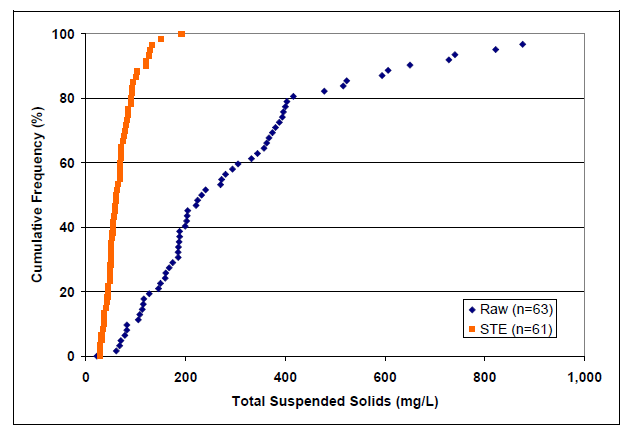 100
80
60
40
20
0
Cumulative Frequency (%)
0 200 400 600 800 1,000
Total Suspended Solids (mg/L)
Raw (n=63)
STE (n=61)